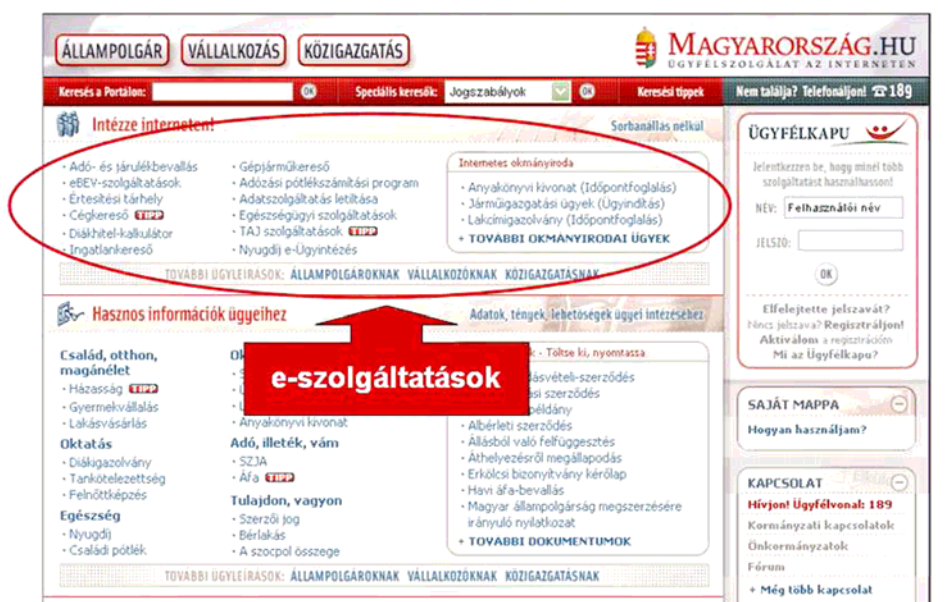 ÁLLAMPOLGÁR VÁLLALKOZÁS KÖZIGAZGATÁS
MAGYARORSZÁG.HU
ÜGYFÉLSZOLGÁLAT AZ INTERNETEN
Keresés a Portálon: OK Speciális keresők: Jogszabályok OK Keresési tippek Nem találja? Telefonáljon! ☎ 189
Intézze interneten! Sorbanállás nélkül
· Adó- és járulékbevallás
· eBEV-szolgáltatások
· Értesítési tárhely
· Cégkereső TIPP
· Diákhitel-kalkulátor
· Ingatlankereső
· Gépjárműkereső
· Adózási pótlékszámítási program
· Adatszolgáltatás letiltása
· Egészségügyi szolgáltatások
· TAJ szolgáltatások TIPP
· Nyugdíj e-Ügyintézés
Internetes okmányiroda
· Anyakönyvi kivonat (Időpontfoglalás)
· Járműigazgatási ügyek (Ügyindítás)
· Lakcímigazolvány (Időpontfoglalás)
+ TOVÁBBI OKMÁNYIRODAI ÜGYEK
TOVÁBBI ÜGYLEÍRÁSOK: ÁLLAMPOLGÁROKNAK VÁLLALKOZÓKNAK KÖZIGAZGATÁSNAK
Hasznos információk ügyeihez Adatok, tények, lehetőségek ügyei intézéséhez
e-szolgáltatások
Család, otthon,
magánélet
· Házasság TIPP
· Gyermekvállalás
· Lakásvásárlás
Oktatás
· Diákigazolvány
· Tankötelezettség
· Felnőttképzés
Egészség
· Nyugdíj
· Családi pótlék
· Anyakönyvi kivonat
Adó, illeték, vám
· SZJA
· Áfa TIPP
Tulajdon, vagyon
· Szerzői jog
· Bérlakás
· A szocpol összege
- Töltse ki, nyomtassa
· Albérleti szerződés
· Állásból való felfüggesztés
· Áthelyezésről megállapodás
· Erkölcsi bizonyítvány kérőlap
· Havi áfa-bevallás
· Magyar állampolgárság megszerzésére
irányuló nyilatkozat
+ TOVÁBBI DOKUMENTUMOK
TOVÁBBI ÜGYLEÍRÁSOK: ÁLLAMPOLGÁROKNAK VÁLLALKOZÓKNAK KÖZIGAZGATÁSNAK
ÜGYFÉLKAPU
Jelentkezzen be, hogy minél több
szolgáltatást használhasson!
NÉV: Felhasználói név
JELSZÓ:
OK
Elfelejtette jelszavát?
Nincs jelszava? Regisztráljon!
Aktiválom a regisztrációm
Mi az Ügyfélkapu?
SAJÁT MAPPA
Hogyan használjam?
KAPCSOLAT
Hívjon! Ügyfélvonal: 189
Kormányzati kapcsolatok
Önkormányzatok
Fórum
+ Még több kapcsolat